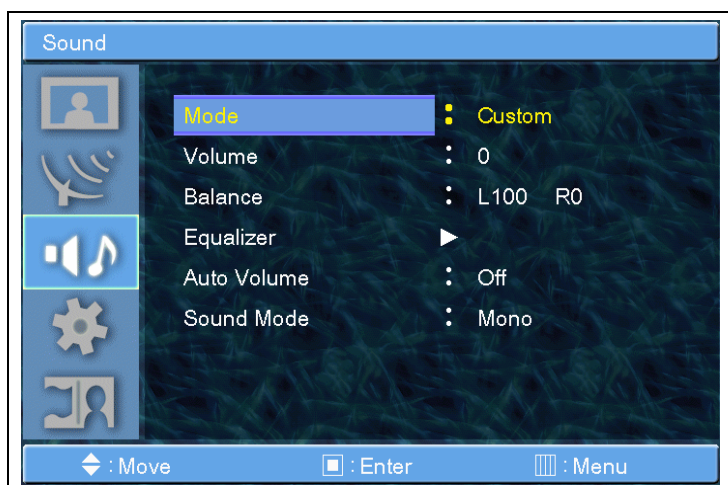 Sound
Mode : Custom
Volume : 0
Balance : L100 R0
Equalizer
Auto Volume : Off
Sound Mode : Mono
: Move : Enter : Menu